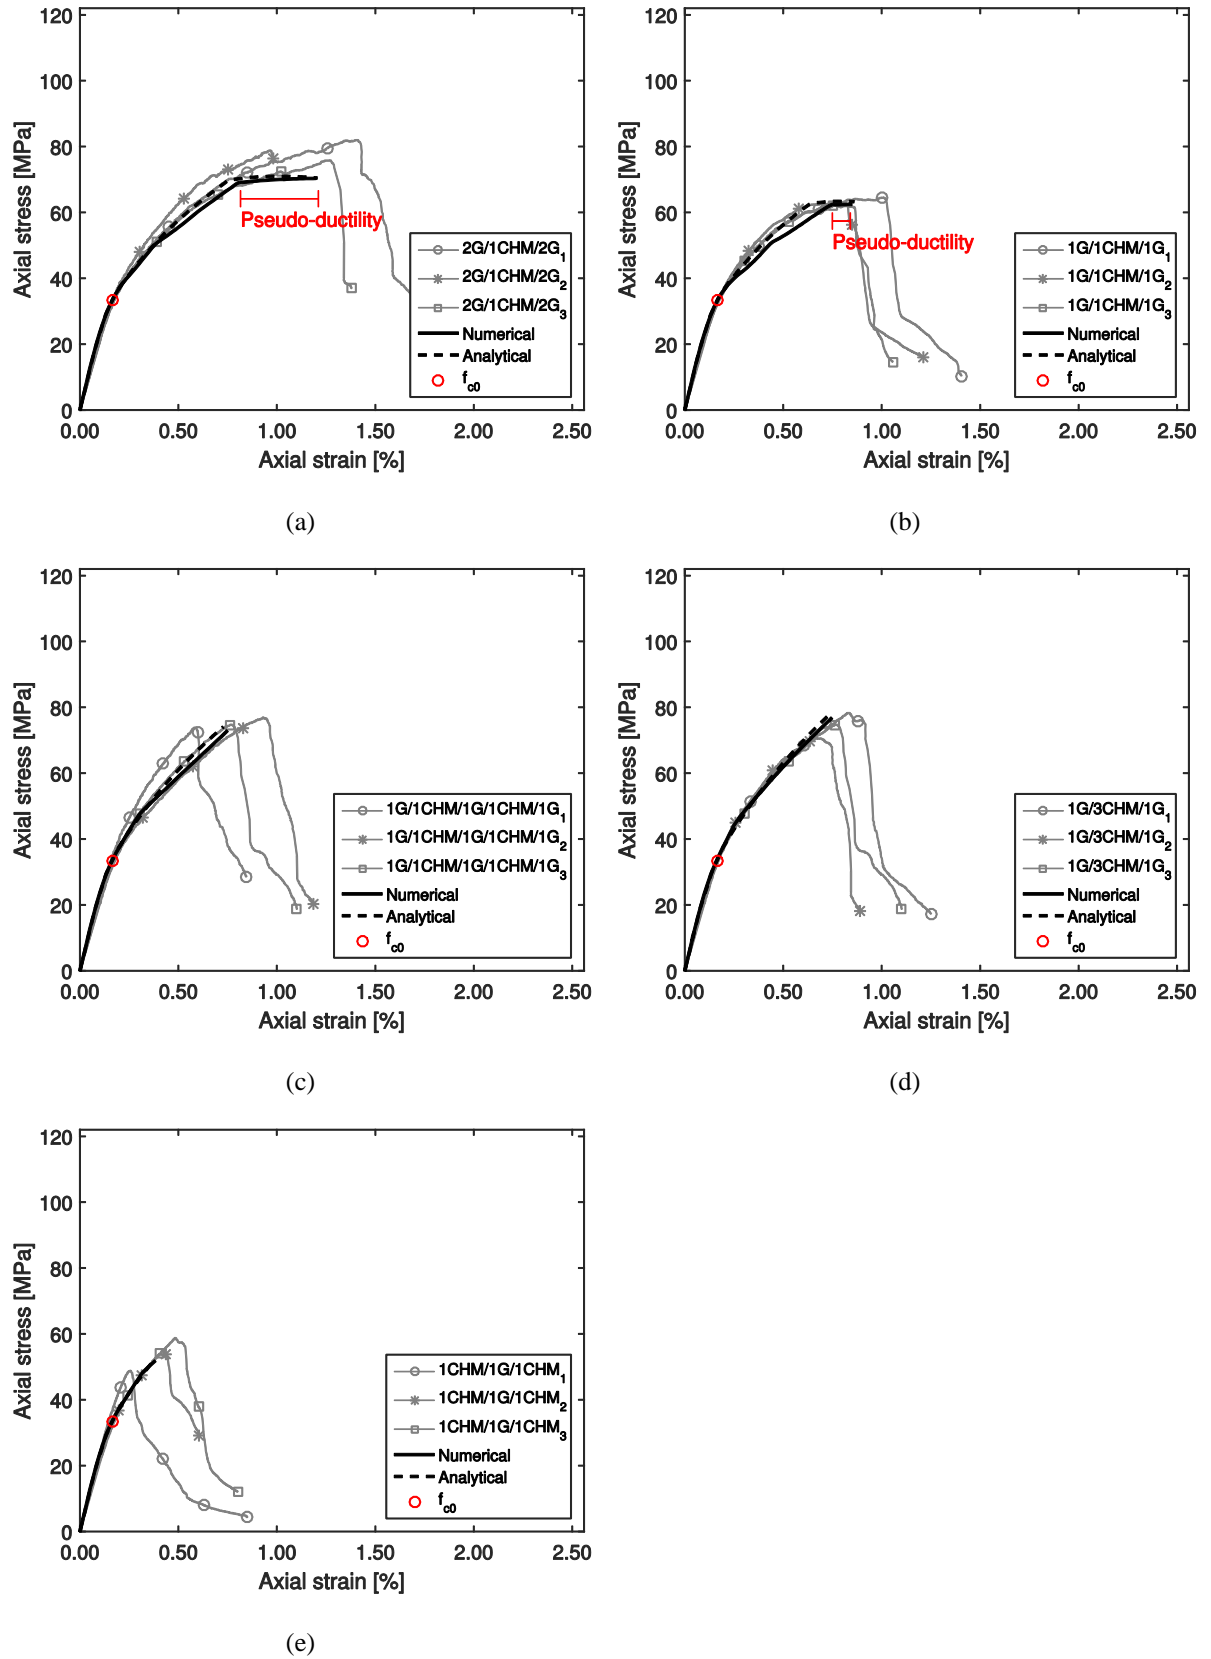 120
100
80
60
40
20
0
Axial stress [MPa]
Pseudo-ductility
2G/1CHM/2G1
2G/1CHM/2G2
2G/1CHM/2G3
Numerical
Analytical
fc0
0.00 0.50 1.00 1.50 2.00 2.50
Axial strain [%]
(a)
120
100
80
60
40
20
0
Axial stress [MPa]
Pseudo-ductility
1G/1CHM/1G1
1G/1CHM/1G2
1G/1CHM/1G3
Numerical
Analytical
fc0
0.00 0.50 1.00 1.50 2.00 2.50
Axial strain [%]
(b)
120
100
80
60
40
20
0
Axial stress [MPa]
1G/1CHM/1G/1CHM/1G1
1G/1CHM/1G/1CHM/1G2
1G/1CHM/1G/1CHM/1G3
Numerical
Analytical
fc0
0.00 0.50 1.00 1.50 2.00 2.50
Axial strain [%]
(c)
120
100
80
60
40
20
0
Axial stress [MPa]
1G/3CHM/1G1
1G/3CHM/1G2
1G/3CHM/1G3
Numerical
Analytical
fc0
0.00 0.50 1.00 1.50 2.00 2.50
Axial strain [%]
(d)
120
100
80
60
40
20
0
Axial stress [MPa]
1CHM/1G/1CHM1
1CHM/1G/1CHM2
1CHM/1G/1CHM3
Numerical
Analytical
fc0
0.00 0.50 1.00 1.50 2.00 2.50
Axial strain [%]
(e)